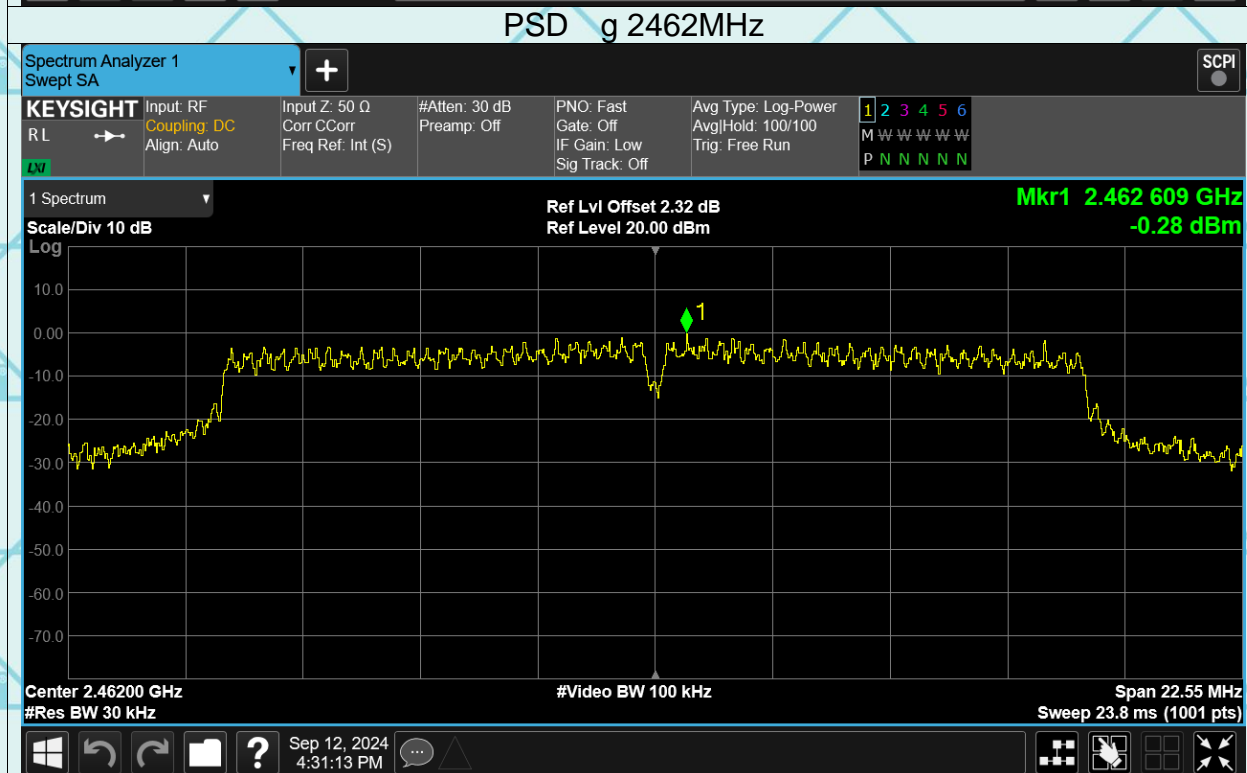 PSD g 2462MHz
Spectrum Analyzer 1
Swept SA
SCPI
KEYSIGHT
RL
LXI
Input: RF
Coupling: DC
Align: Auto
Input Z: 50 Ω
Corr CCorr
Freq Ref: Int (S)
#Atten: 30 dB
Preamp: Off
PNO: Fast
Gate: Off
IF Gain: Low
Sig Track: Off
Avg Type: Log-Power
Avg|Hold: 100/100
Trig: Free Run
1 2 3 4 5 6
M W W W W W
P N N N N N
1 Spectrum
Scale/Div 10 dB
Ref Lvl Offset 2.32 dB
Ref Level 20.00 dBm
Mkr1 2.462 609 GHz
-0.28 dBm
Log
10.0
0.00
-10.0
-20.0
-30.0
-40.0
-50.0
-60.0
-70.0
1
Center 2.46200 GHz
#Res BW 30 kHz
#Video BW 100 kHz
Span 22.55 MHz
Sweep 23.8 ms (1001 pts)
?
Sep 12, 2024
4:31:13 PM